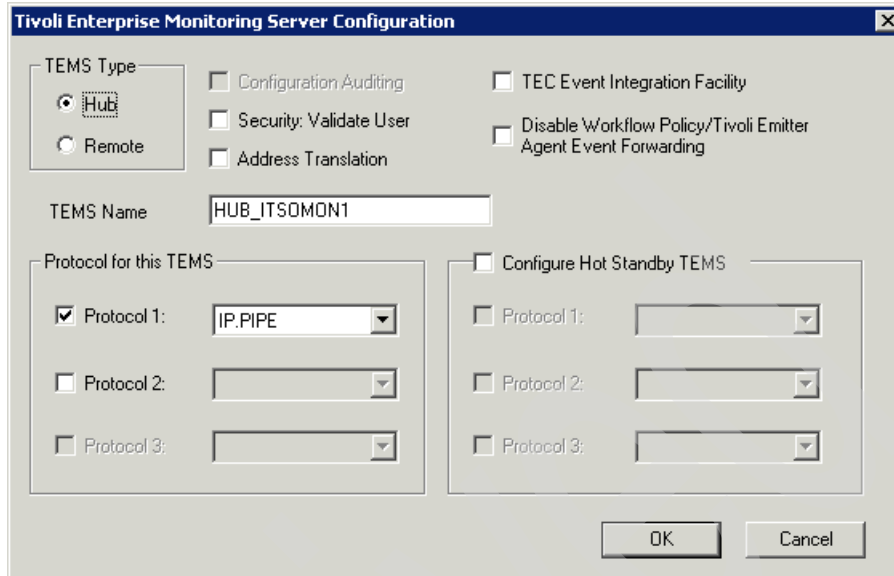 Tivoli Enterprise Monitoring Server Configuration
TEMS Type
Hub
Remote
Configuration Auditing
Security: Validate User
Address Translation
TEC Event Integration Facility
Disable Workflow Policy/Tivoli Emitter
Agent Event Forwarding
TEMS Name
HUB_ITSOMON1
Protocol for this TEMS
Protocol 1:
IP.PIPE
Protocol 2:
Protocol 3:
Configure Hot Standby TEMS
Protocol 1:
Protocol 2:
Protocol 3:
OK
Cancel